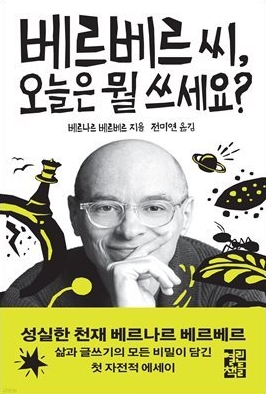 베르베르 씨,
오늘은 뭘 쓰세요?
베르나르 베르베르 지음 전미연 옮김
성실한 천재 베르나르 베르베르
삶과 글쓰기의 모든 비밀이 담긴
첫 자전적 에세이
열린책들